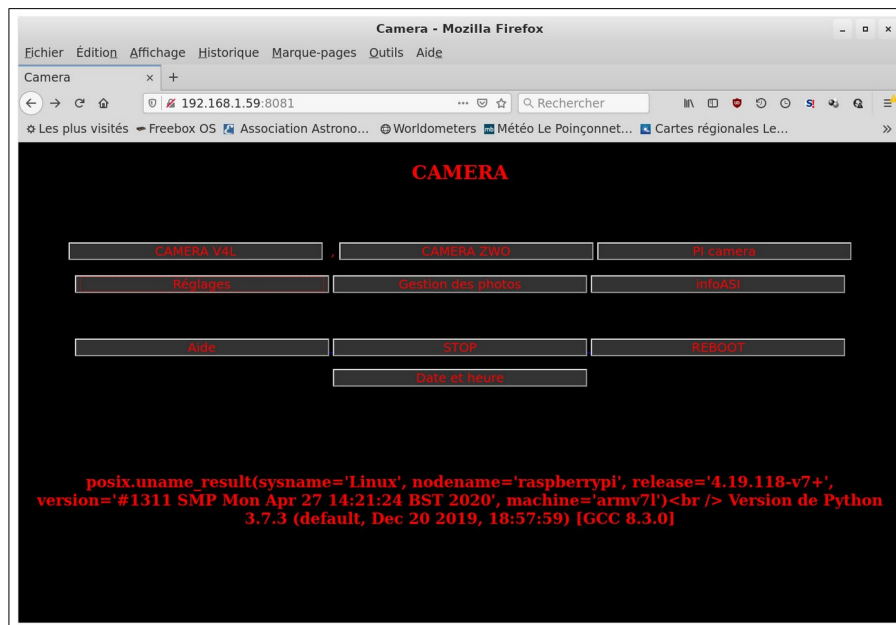 Camera - Mozilla Firefox
Fichier Édition Affichage Historique Marque-pages Outils Aide
Camera × +
192.168.1.59:8081 ··· Rechercher
Les plus visités Freebox OS Association Astrono... Worldometers Météo Le Poinçonnet... Cartes régionales Le... »
CAMERA
CAMERA V4L , CAMERA ZWO Pi camera
Réglages Gestion des photos infoASI
Aide STOP REBOOT
Date et heure
posix.uname_result(sysname='Linux', nodename='raspberrypi', release='4.19.118-v7+',
version='#1311 SMP Mon Apr 27 14:21:24 BST 2020', machine='armv7l')<br /> Version de Python
3.7.3 (default, Dec 20 2019, 18:57:59) [GCC 8.3.0]